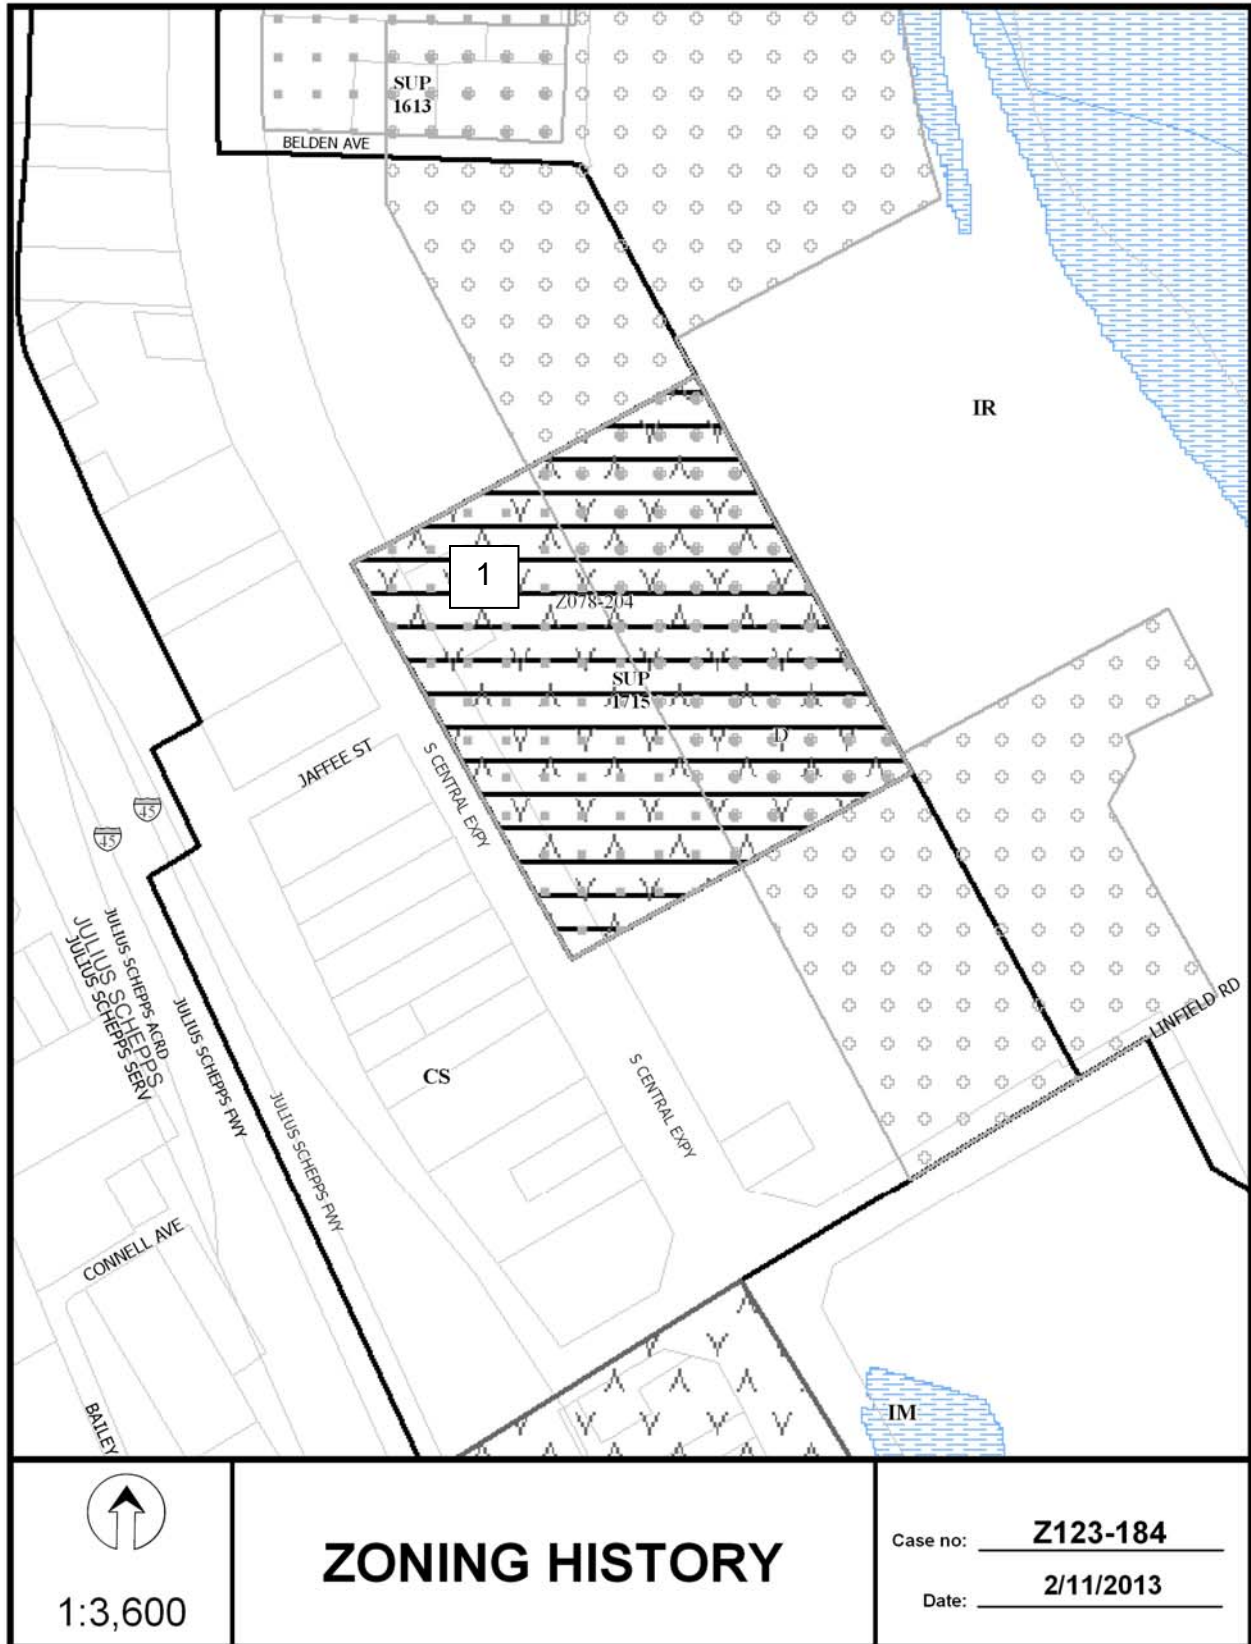 SUP
1613
BELDEN AVE
IR
1
Z078-204
SUP
1715
D
JAFFEE ST
S CENTRAL EXPY
45
45
JULIUS SCHEPPS ACRD
JULIUS SCHEPPS
JULIUS SCHEPPS SERV
JULIUS SCHEPPS FWY
JULIUS SCHEPPS FWY
LINFIELD RD
CS
S CENTRAL EXPY
CONNELL AVE
BAILEY
IM
1:3,600
ZONING HISTORY
Case no: Z123-184
Date: 2/11/2013